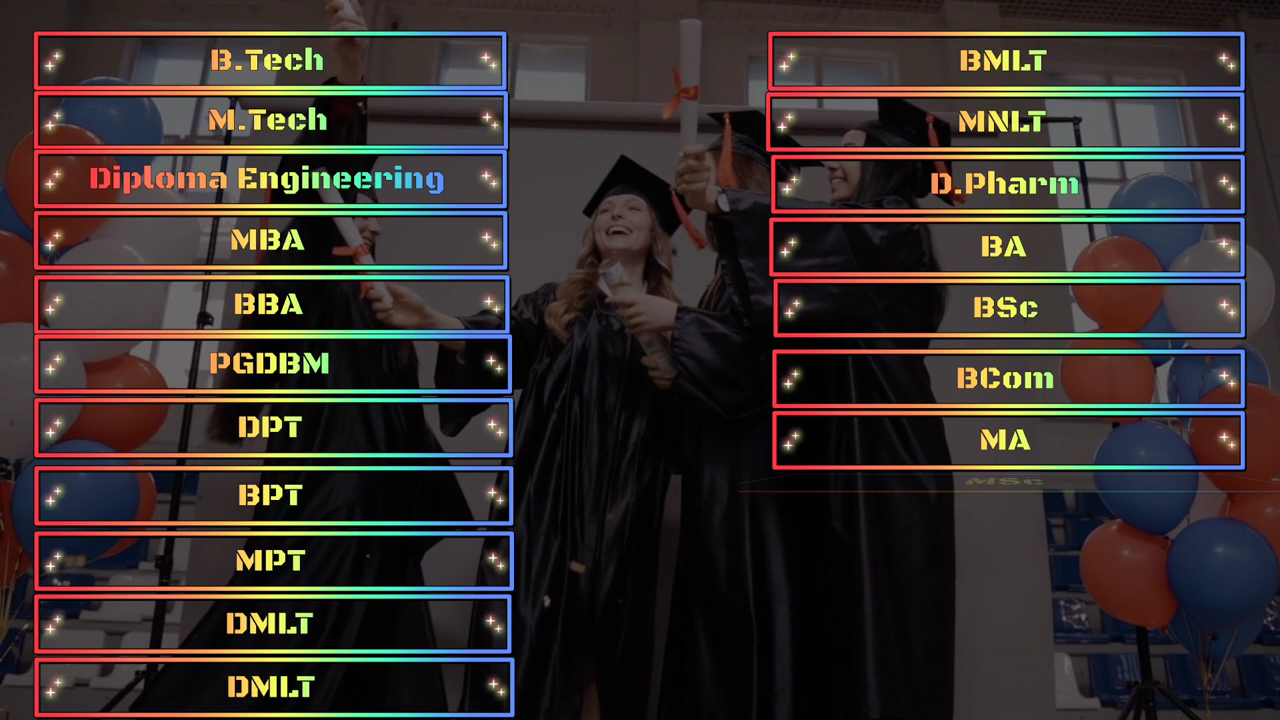 B.Tech
M.Tech
Diploma Engineering
MBA
BBA
PGDBM
DPT
BPT
MPT
DMLT
DMLT
BMLT
MNLT
D.Pharm
BA
BSc
BCom
MA
MSc